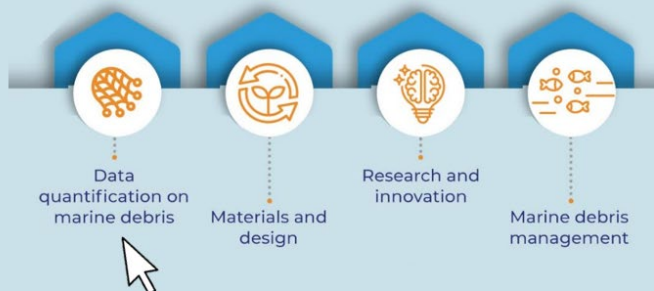 Data
quantification on
marine debris
Materials and
design
Research and
innovation
Marine debris
management